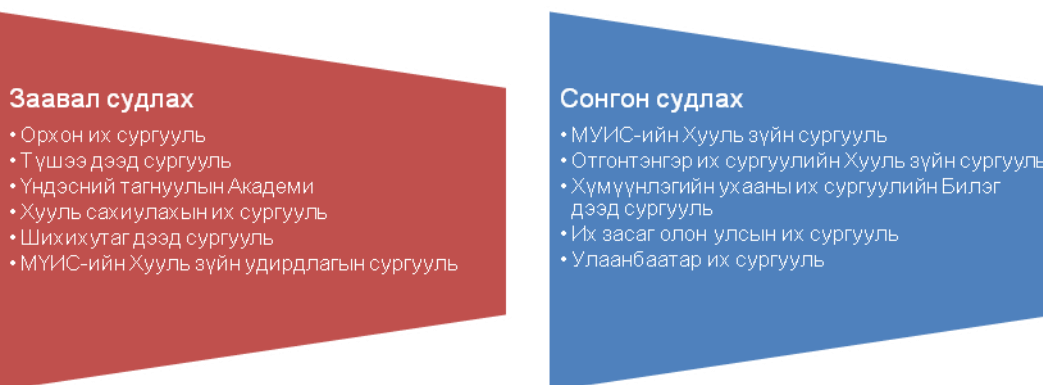 Заавал судлах
• Орхон их сургууль
• Түшээ дээд сургууль
• Үндэсний тагнуулын Академи
• Хууль сахиулахын их сургууль
• Шихихутаг дээд сургууль
• МҮИС-ийн Хууль зүйн удирдлагын сургууль
Сонгон судлах
• МУИС-ийн Хууль зүйн сургууль
• Отгонтэнгэр их сургуулийн Хууль зүйн сургууль
• Хүмүүнлэгийн ухааны их сургуулийн Билэг
дээд сургууль
• Их засаг олон улсын их сургууль
• Улаанбаатар их сургууль